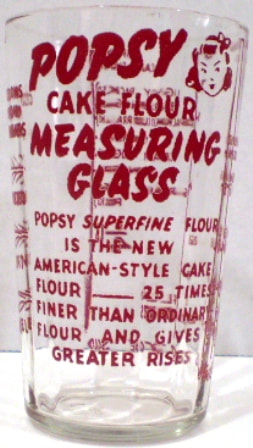 POPSY
CAKE FLOUR
MEASURING
GLASS
POPSY SUPERFINE FLOUR
IS THE NEW
AMERICAN-STYLE CAKE
FLOUR ___ 25 TIMES
FINER THAN ORDINARY
FLOUR AND GIVES
GREATER RISES